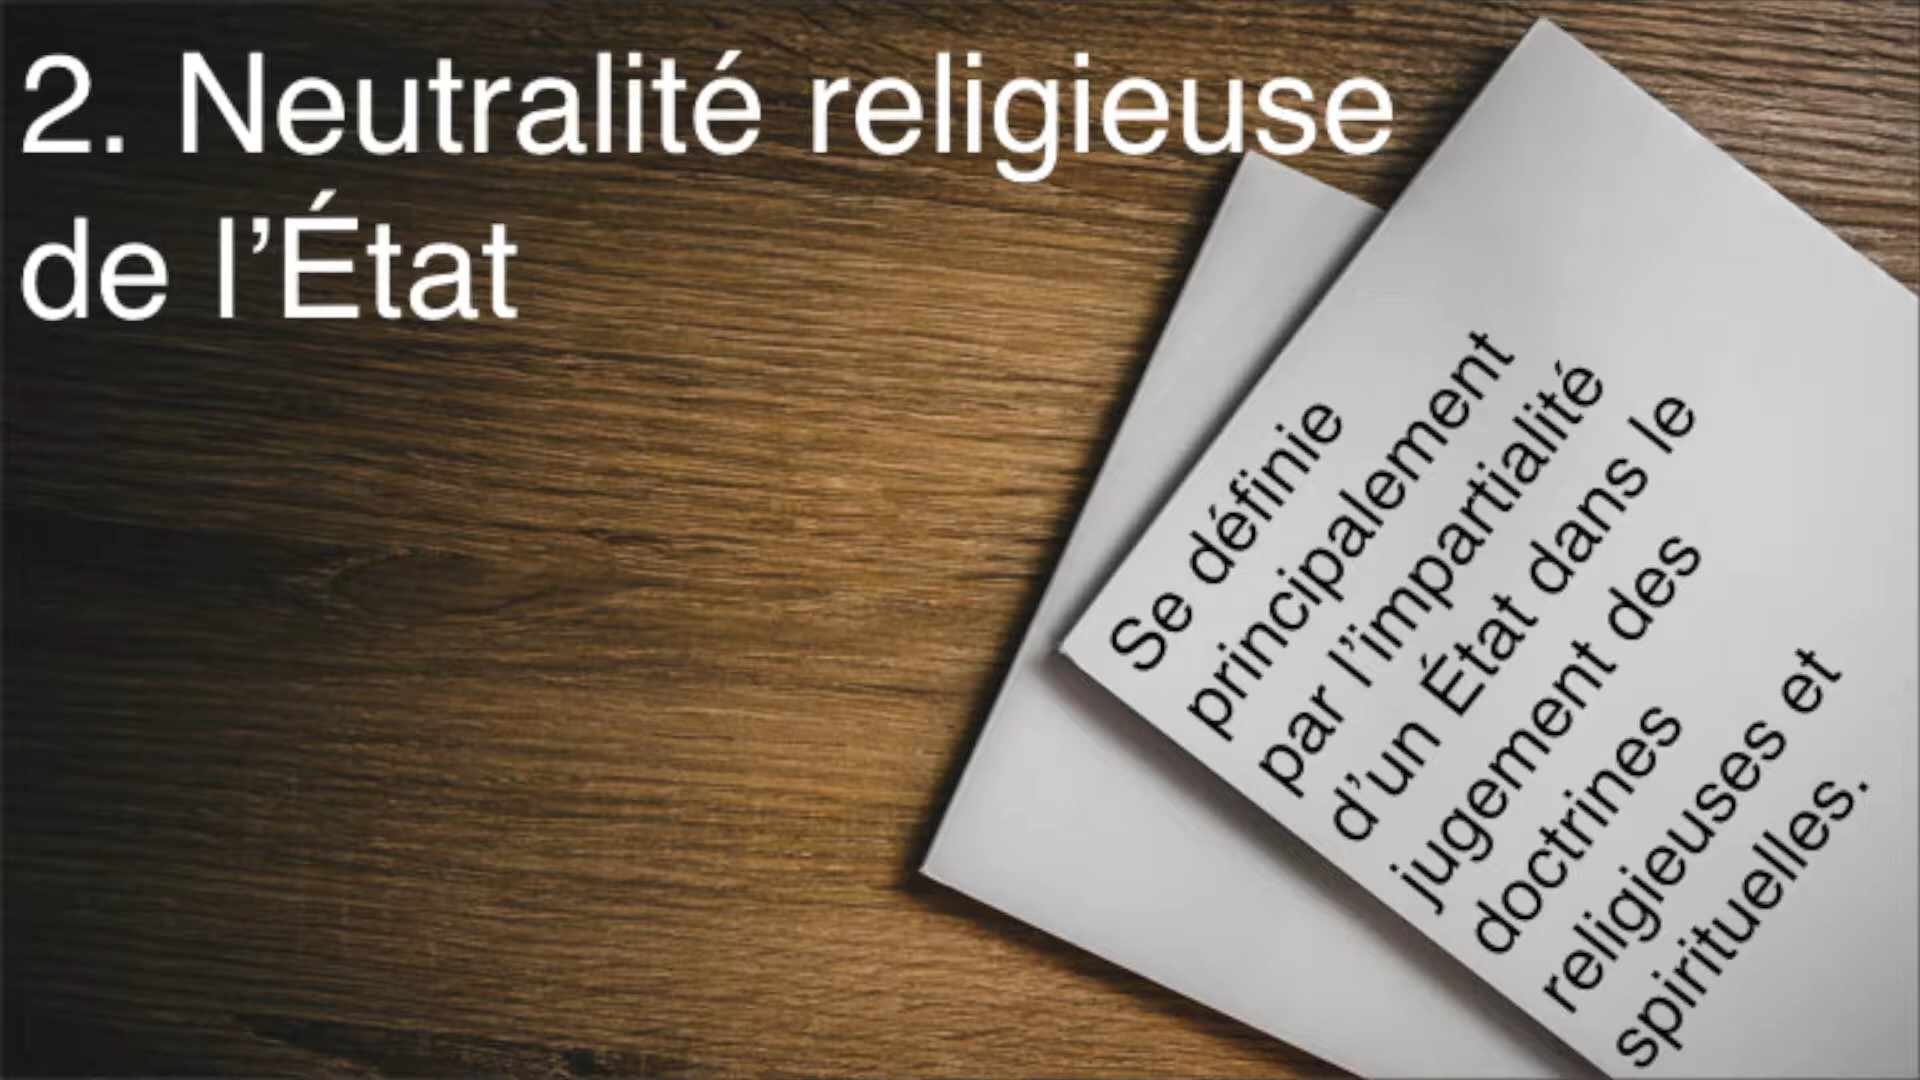 2. Neutralité religieuse
de l’État
Se définie
principalement
par l’impartialité
d’un État dans le
jugement des
doctrines
religieuses et
spirituelles.